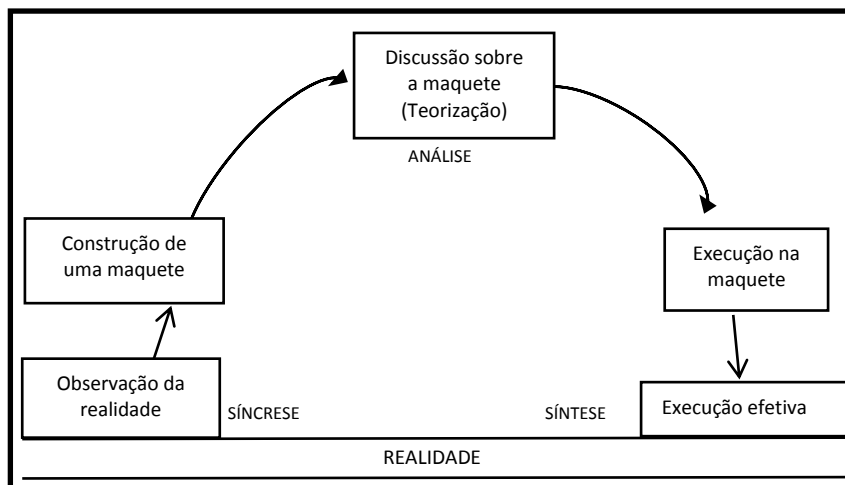 Discussão sobre
a maquete
(Teorização)
ANÁLISE
Construção de
uma maquete
Execução na
maquete
Observação da
realidade
SÍNCRESE
SÍNTESE
Execução efetiva
REALIDADE